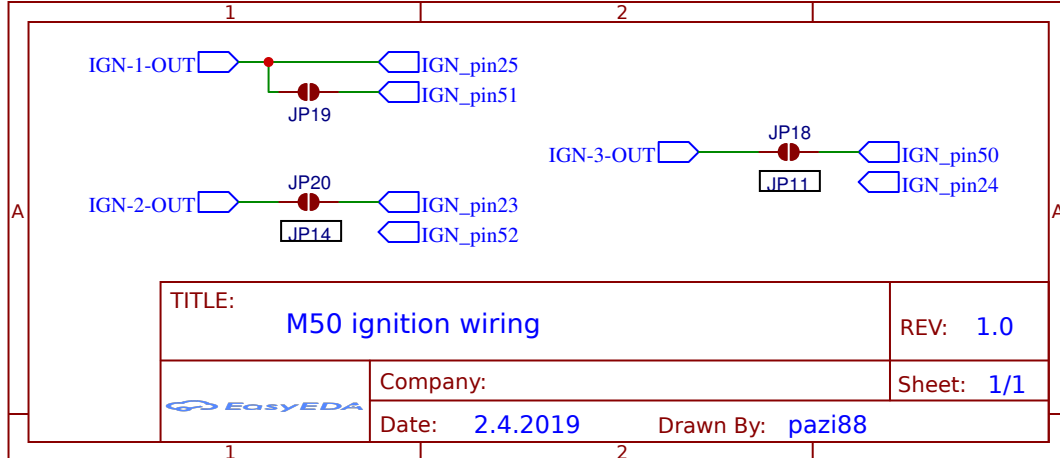 1 2
IGN-1-OUT IGN_pin25
IGN_pin51
JP19
JP18
IGN-3-OUT IGN_pin50
JP11 IGN_pin24
JP20
IGN-2-OUT IGN_pin23
JP14 IGN_pin52
A A
TITLE:
M50 ignition wiring
REV: 1.0
EasyEDA
Company:
Sheet: 1/1
Date: 2.4.2019 Drawn By: pazi88
1 2